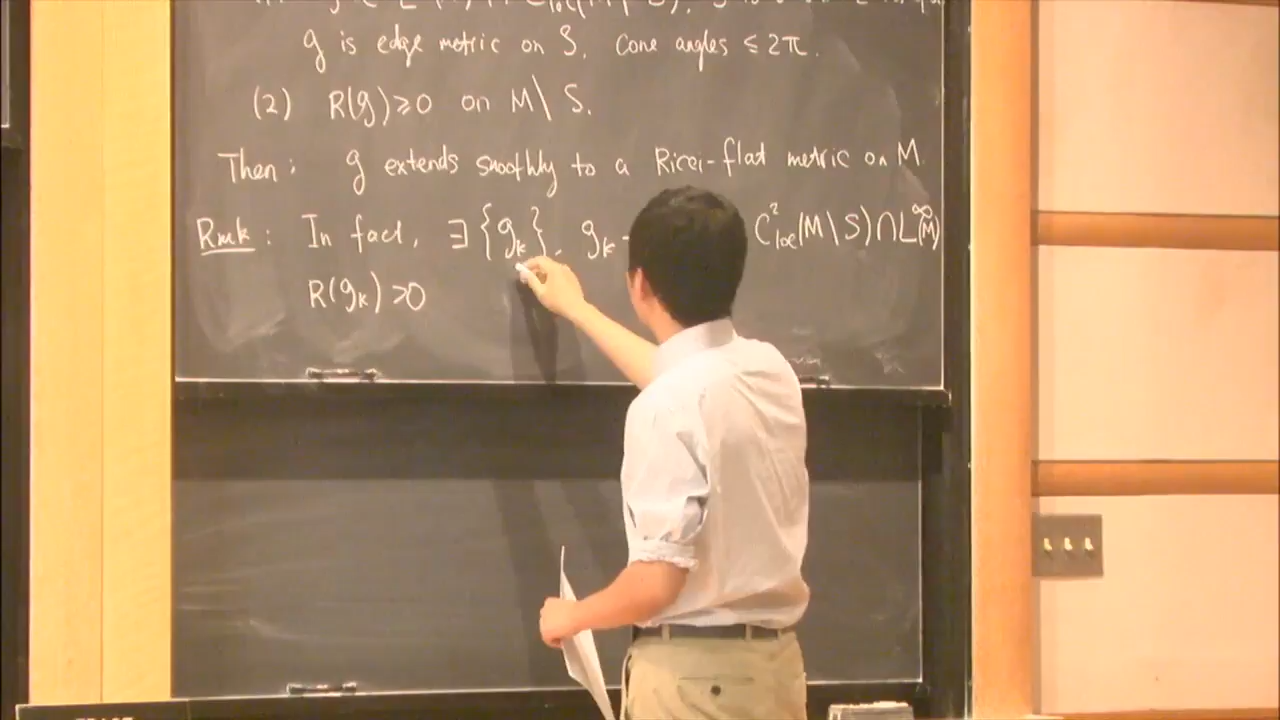 g is edge metric on S, cone angles ≤ 2π.
(2) R(g) ≥ 0 on M \ S.
Then: g extends smoothly to a Ricci-flat metric on M.
Rmk: In fact, ∃ {g_k}, g_k C²_loc(M \ S) ∩ L^∞(M)
R(g_k) > 0